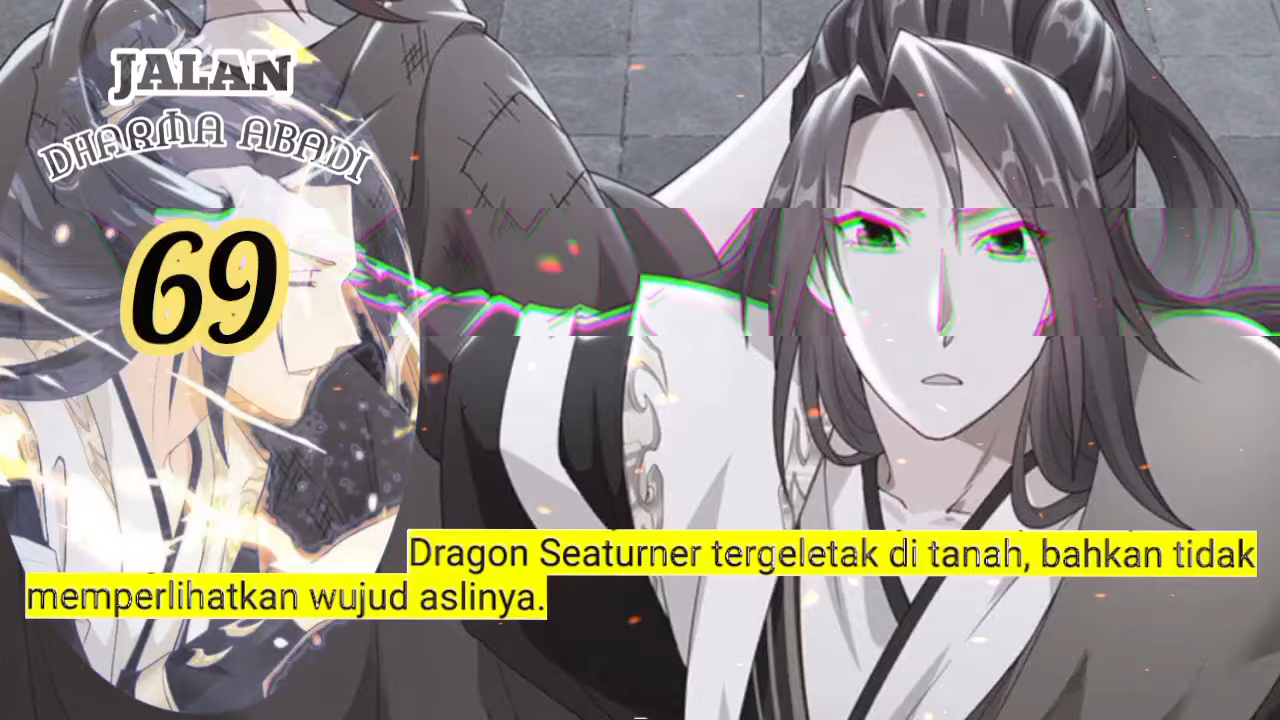 JALAN
DHARMA ABADI
69
Dragon Seaturner tergeletak di tanah, bahkan tidak
memperlihatkan wujud aslinya.